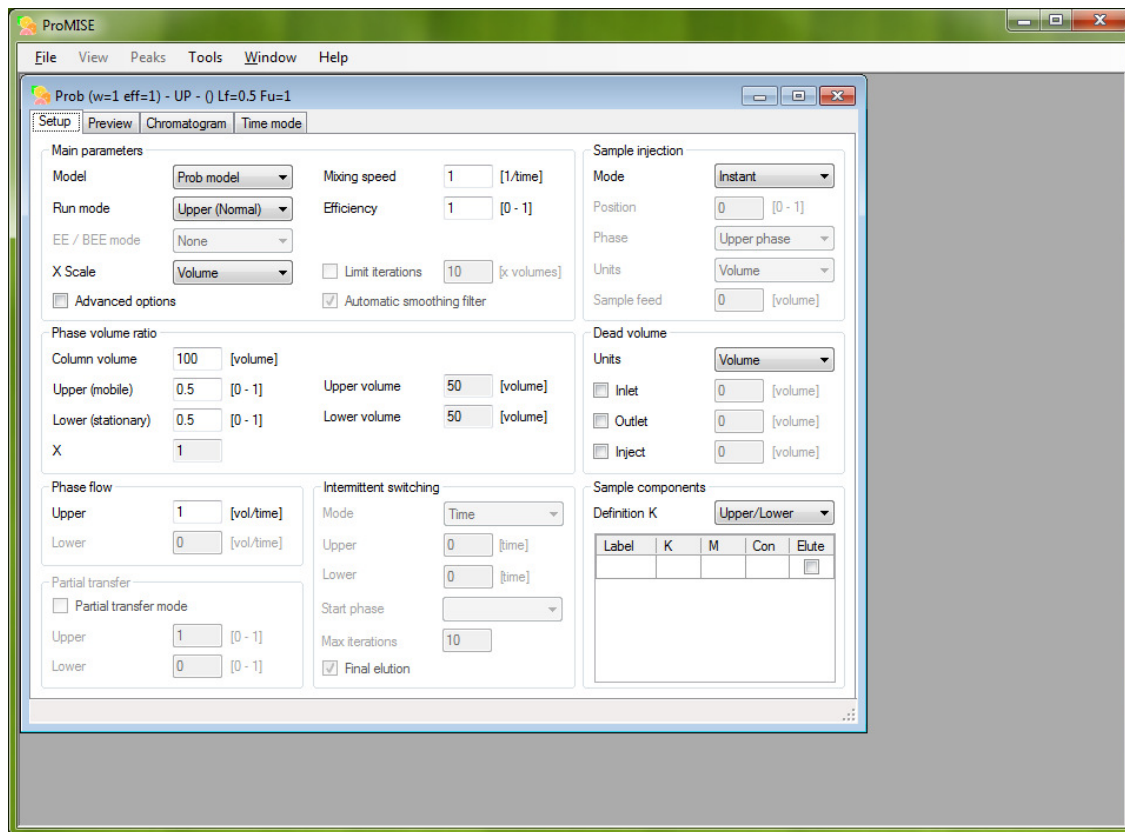 ProMISE
File View Peaks Tools Window Help
Prob (w=1 eff=1) - UP - () Lf=0.5 Fu=1
Setup Preview Chromatogram Time mode
Main parameters
Model Prob model Mixing speed 1 [1/time]
Run mode Upper (Normal) Efficiency 1 [0 - 1]
EE / BEE mode None
X Scale Volume Limit iterations 10 [x volumes]
Advanced options Automatic smoothing filter
Sample injection
Mode Instant
Position 0 [0 - 1]
Phase Upper phase
Units Volume
Sample feed 0 [volume]
Phase volume ratio
Column volume 100 [volume]
Upper (mobile) 0.5 [0 - 1] Upper volume 50 [volume]
Lower (stationary) 0.5 [0 - 1] Lower volume 50 [volume]
X 1
Dead volume
Units Volume
Inlet 0 [volume]
Outlet 0 [volume]
Inject 0 [volume]
Phase flow
Upper 1 [vol/time]
Lower 0 [vol/time]
Partial transfer
Partial transfer mode
Upper 1 [0 - 1]
Lower 0 [0 - 1]
Intermittent switching
Mode Time
Upper 0 [time]
Lower 0 [time]
Start phase
Max iterations 10
Final elution
Sample components
Definition K Upper/Lower
Label K M Con Elute